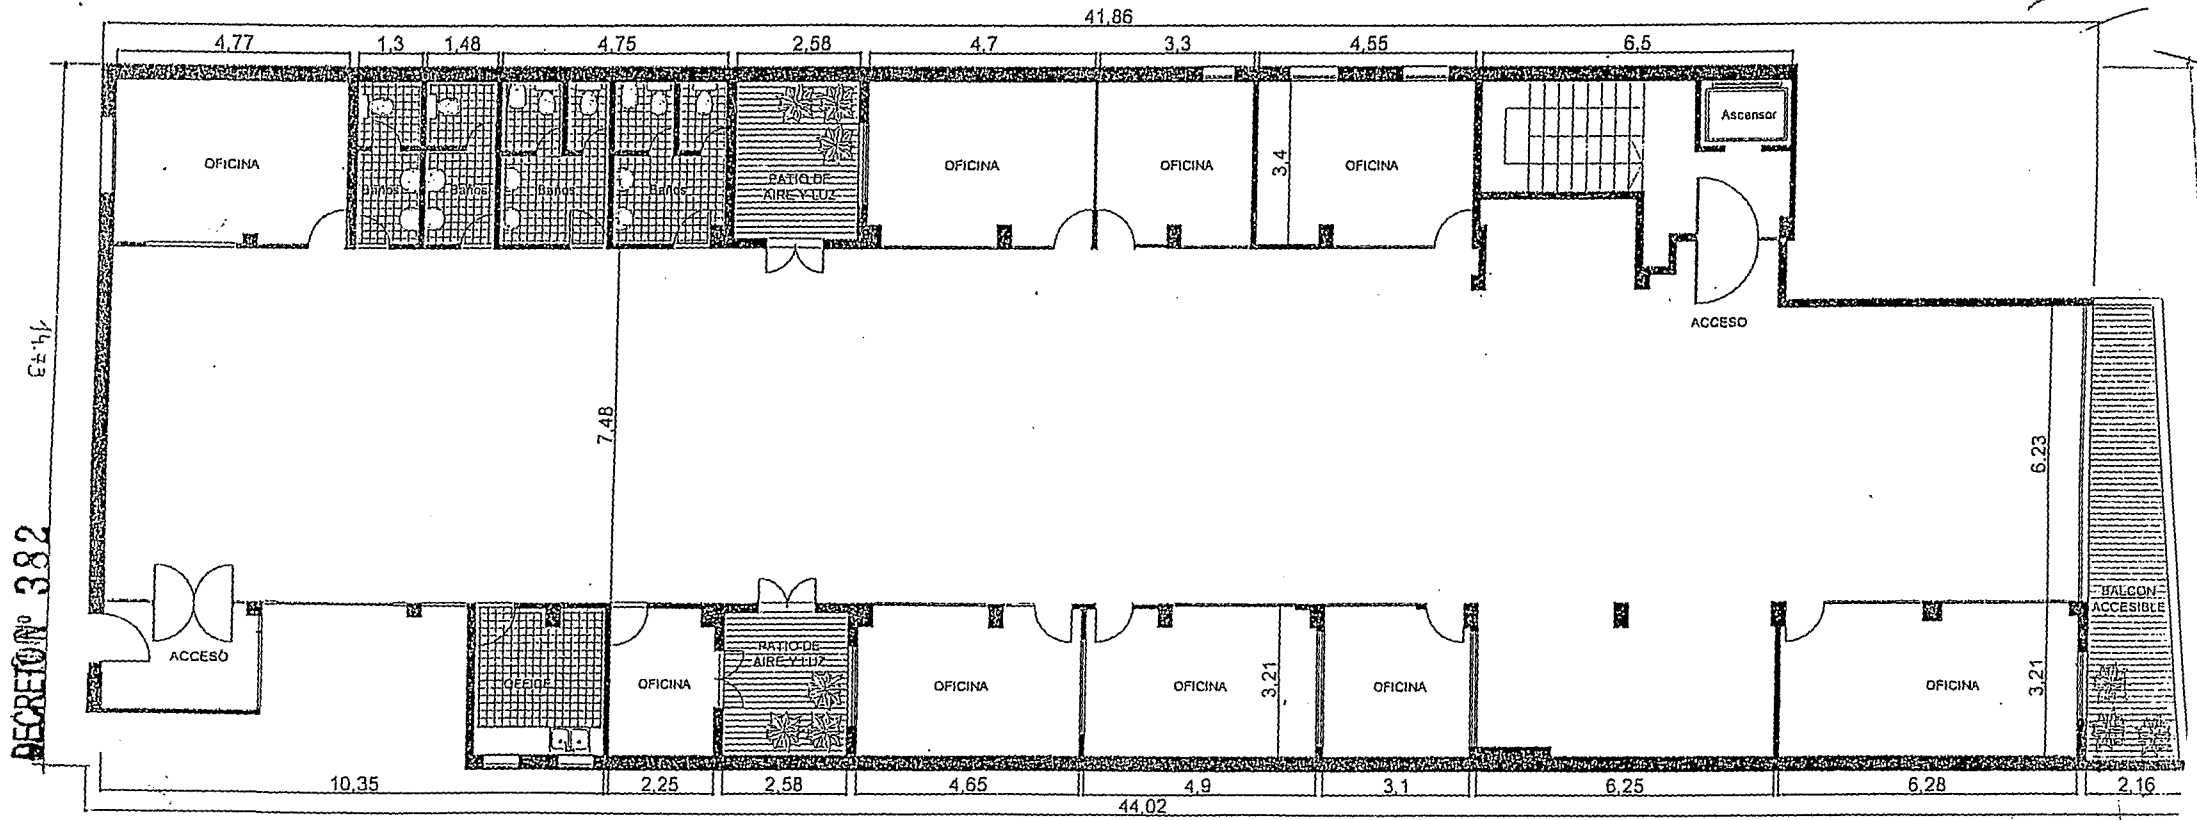 41,86
4,77 1,3 1,48 4,75 2,58 4,7 3,3 4,55 6,5
Ascensor
OFICINA
Baños
Baños
Baños
Baños
PATIO DE
AIRE Y LUZ
OFICINA
OFICINA
3,4
OFICINA
ACCESO
14.73
7,48
6,23
BALCON
ACCESIBLE
DECRETO Nº 382
ACCESO
OFFICE
OFICINA
PATIO DE
AIRE Y LUZ
OFICINA
OFICINA
3,21
OFICINA
OFICINA
3,21
10,35 2,25 2,58 4,65 4,9 3,1 6,25 6,28 2,16
44,02